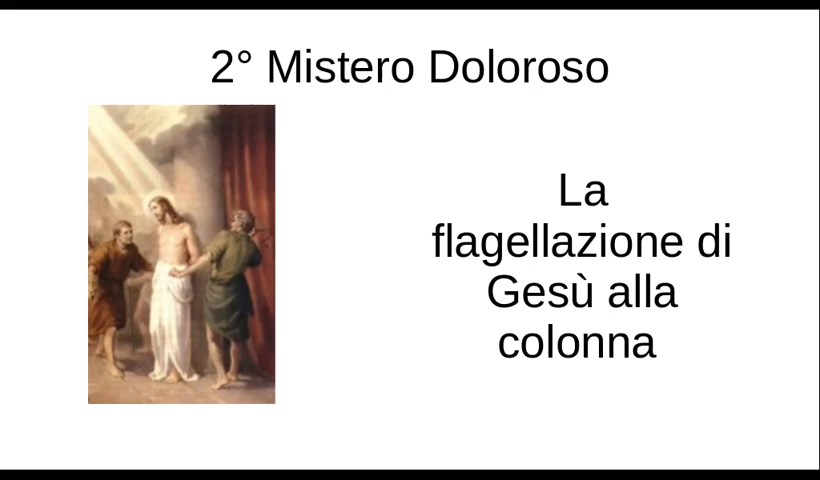 2° Mistero Doloroso
La
flagellazione di
Gesù alla
colonna